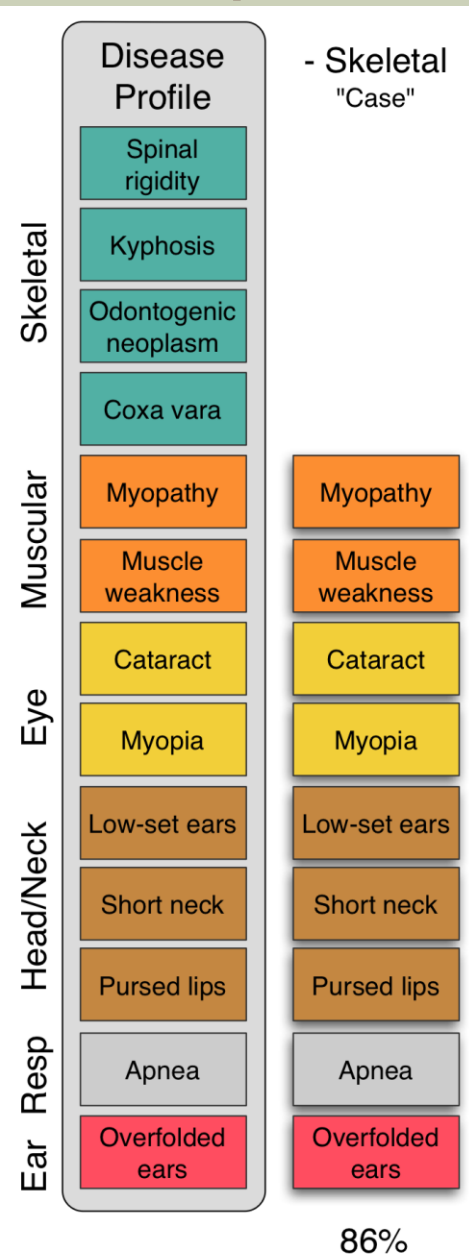 Disease
Profile
- Skeletal
"Case"
Skeletal
Spinal
rigidity
Kyphosis
Odontogenic
neoplasm
Coxa vara
Muscular
Myopathy
Myopathy
Muscle
weakness
Muscle
weakness
Eye
Cataract
Cataract
Myopia
Myopia
Head/Neck
Low-set ears
Low-set ears
Short neck
Short neck
Pursed lips
Pursed lips
Resp
Apnea
Apnea
Ear
Overfolded
ears
Overfolded
ears
86%